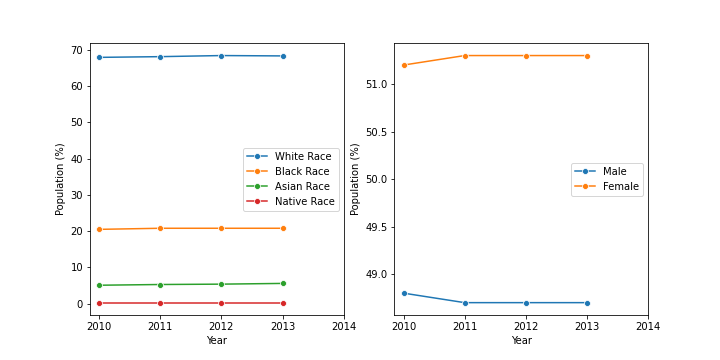 70
60
50
40
30
20
10
0
Population (%)
White Race
Black Race
Asian Race
Native Race
2010 2011 2012 2013 2014
Year
51.0
50.5
50.0
49.5
49.0
Population (%)
Male
Female
2010 2011 2012 2013 2014
Year